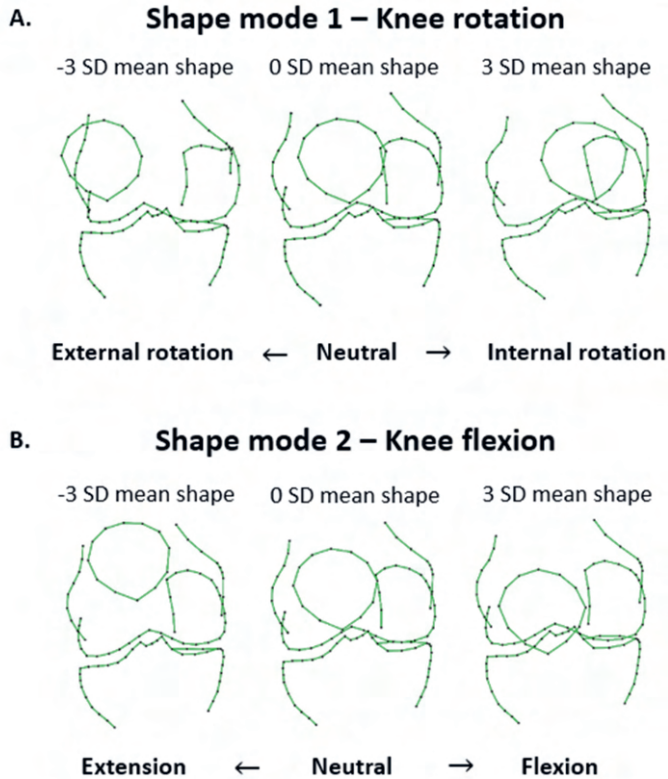 A. Shape mode 1 – Knee rotation
-3 SD mean shape 0 SD mean shape 3 SD mean shape
External rotation ← Neutral → Internal rotation
B. Shape mode 2 – Knee flexion
-3 SD mean shape 0 SD mean shape 3 SD mean shape
Extension ← Neutral → Flexion